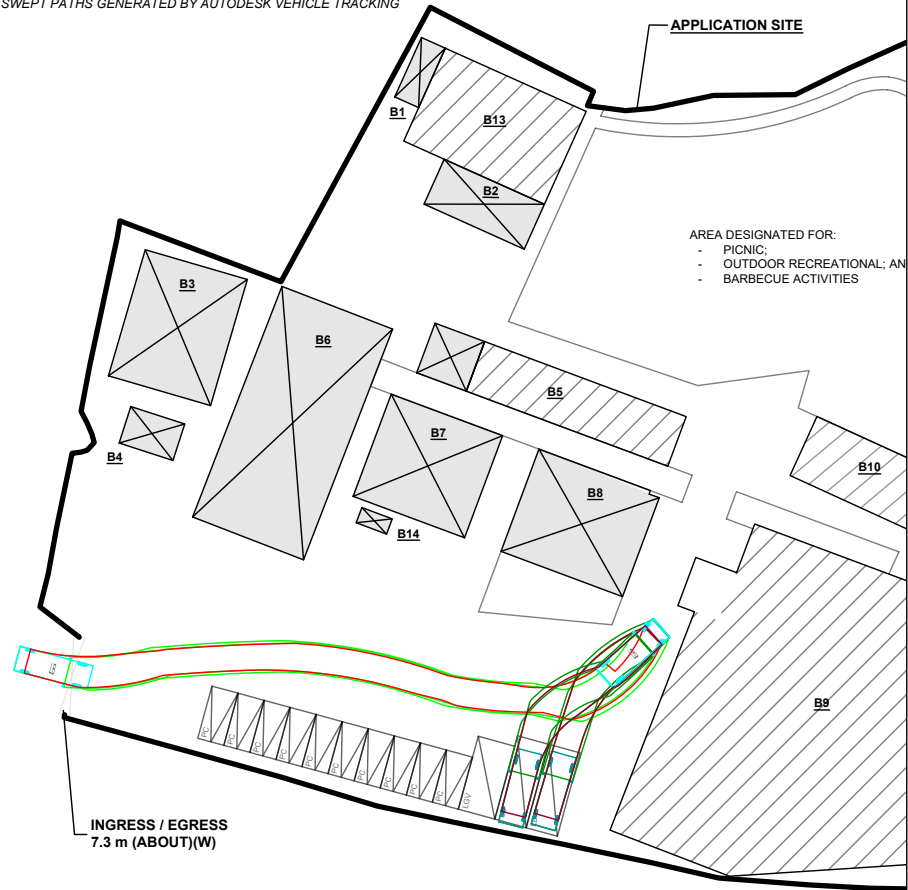 SWEPT PATHS GENERATED BY AUTODESK VEHICLE TRACKING
APPLICATION SITE
B1
B13
B2
AREA DESIGNATED FOR:
- PICNIC;
- OUTDOOR RECREATIONAL; AN
- BARBECUE ACTIVITIES
B3
B6
B5
B4
B7
B10
B8
B14
B9
PC
PC
PC
PC
PC
PC
PC
PC
PC
PC
LGV
INGRESS / EGRESS
7.3 m (ABOUT)(W)